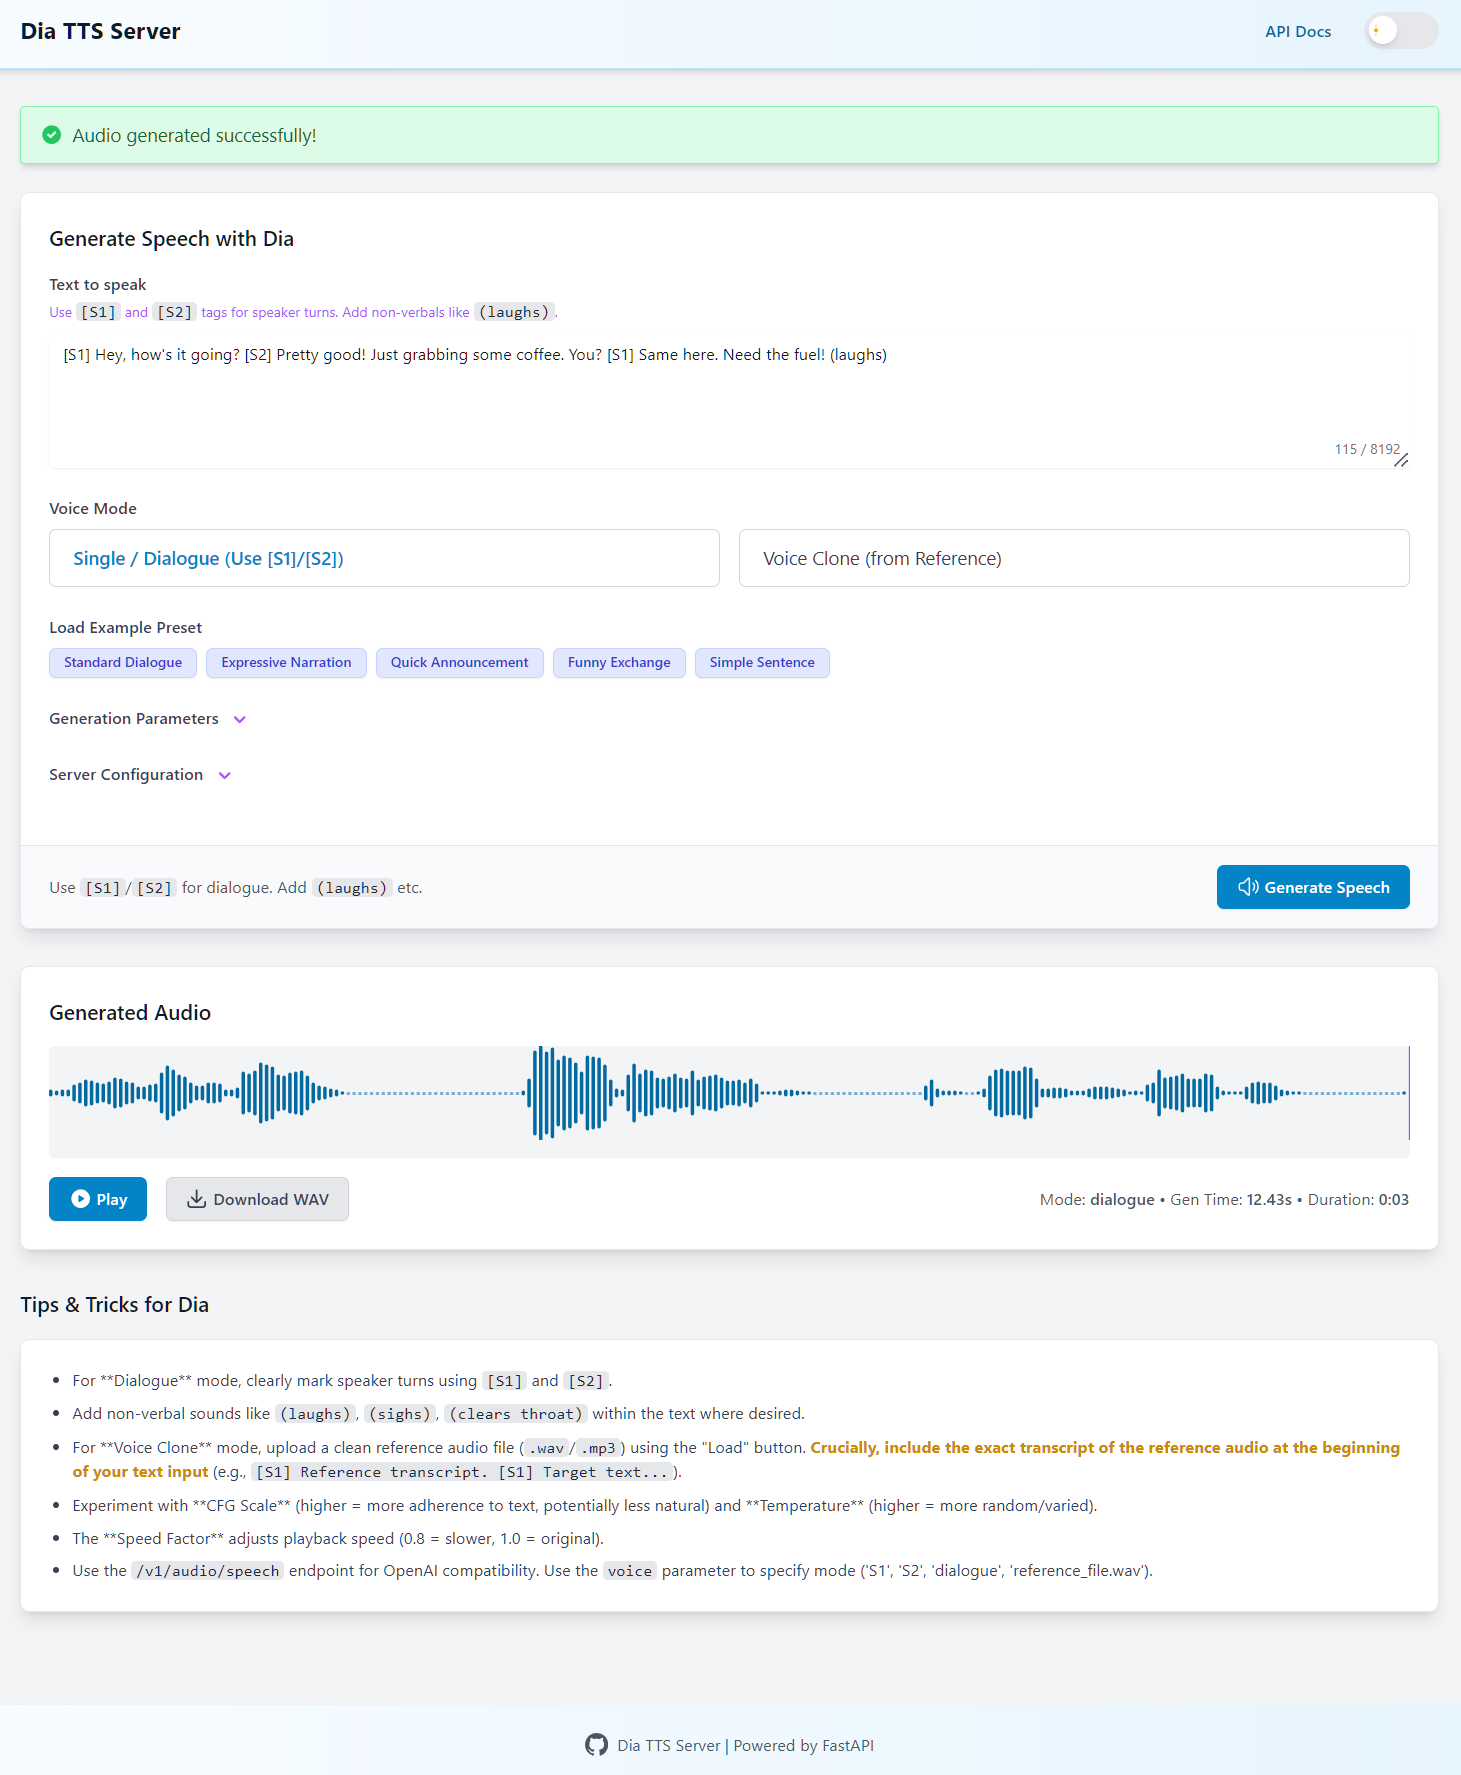 Dia TTS Server
API Docs
Audio generated successfully!
Generate Speech with Dia
Text to speak
Use [S1] and [S2] tags for speaker turns. Add non-verbals like (laughs).
[S1] Hey, how's it going? [S2] Pretty good! Just grabbing some coffee. You? [S1] Same here. Need the fuel! (laughs)
115 / 8192
Voice Mode
Single / Dialogue (Use [S1]/[S2])
Voice Clone (from Reference)
Load Example Preset
Standard Dialogue
Expressive Narration
Quick Announcement
Funny Exchange
Simple Sentence
Generation Parameters
Server Configuration
Use [S1]/[S2] for dialogue. Add (laughs) etc.
Generate Speech
Generated Audio
Play
Download WAV
Mode: dialogue • Gen Time: 12.43s • Duration: 0:03
Tips & Tricks for Dia
• For **Dialogue** mode, clearly mark speaker turns using [S1] and [S2].
• Add non-verbal sounds like (laughs), (sighs), (clears throat) within the text where desired.
• For **Voice Clone** mode, upload a clean reference audio file (.wav/.mp3) using the "Load" button. Crucially, include the exact transcript of the reference audio at the beginning
of your text input (e.g., [S1] Reference transcript. [S1] Target text...).
• Experiment with **CFG Scale** (higher = more adherence to text, potentially less natural) and **Temperature** (higher = more random/varied).
• The **Speed Factor** adjusts playback speed (0.8 = slower, 1.0 = original).
• Use the /v1/audio/speech endpoint for OpenAI compatibility. Use the voice parameter to specify mode ('S1', 'S2', 'dialogue', 'reference_file.wav').
Dia TTS Server | Powered by FastAPI